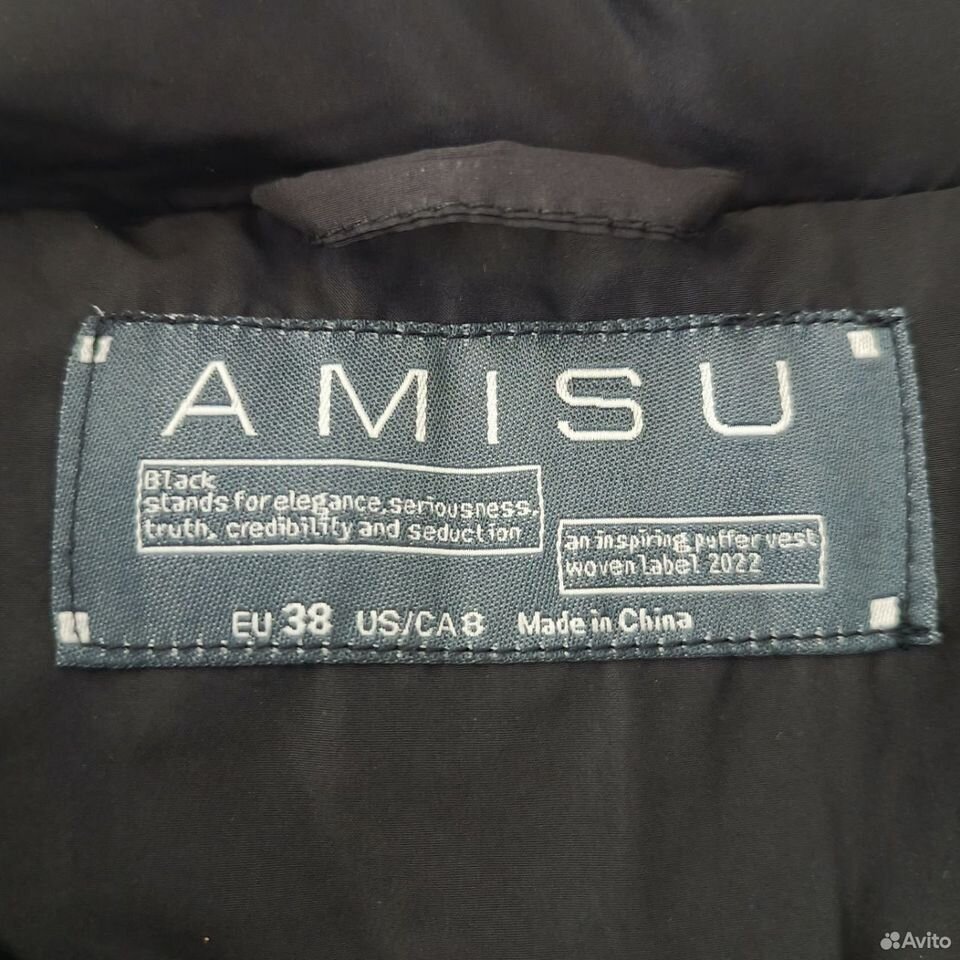 AMISU
Black
stands for elegance, seriousness,
truth, credibility and seduction
an inspiring puffer vest
woven label 2022
EU 38 US/CA 8 Made in China
Avito